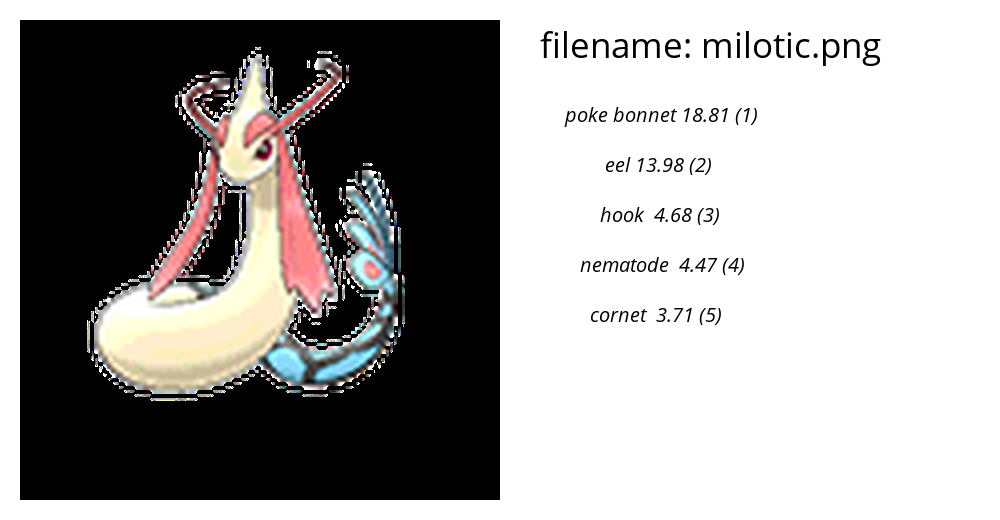 filename: milotic.png
poke bonnet 18.81 (1)
eel 13.98 (2)
hook  4.68 (3)
nematode  4.47 (4)
cornet  3.71 (5)